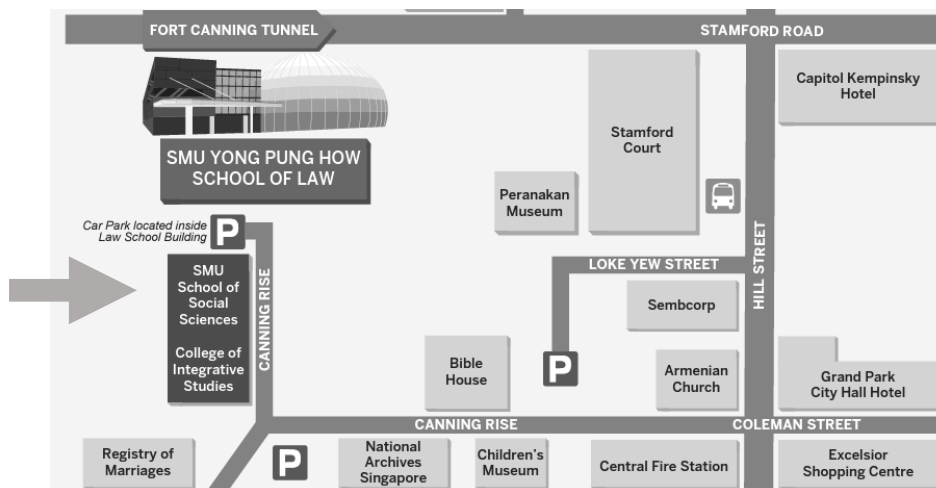 FORT CANNING TUNNEL
STAMFORD ROAD
Capitol Kempinsky
Hotel
Stamford
Court
SMU YONG PUNG HOW
SCHOOL OF LAW
Peranakan
Museum
Car Park located inside
Law School Building
P
HILL STREET
LOKE YEW STREET
SMU
School of
Social
Sciences
College of
Integrative
Studies
CANNING RISE
Sembcorp
Bible
House
P
Armenian
Church
Grand Park
City Hall Hotel
CANNING RISE
COLEMAN STREET
Registry of
Marriages
P
National
Archives
Singapore
Children's
Museum
Central Fire Station
Excelsior
Shopping Centre